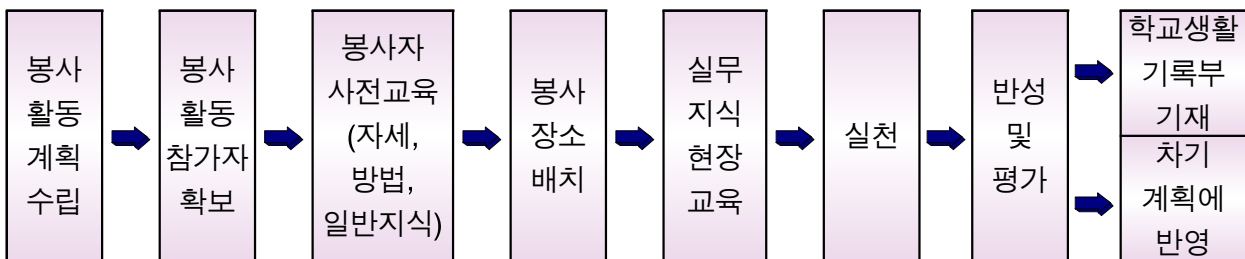 봉사
활동
계획
수립
봉사
활동
참가자
확보
봉사자
사전교육
(자세,
방법,
일반지식)
봉사
장소
배치
실무
지식
현장
교육
실천
반성
및
평가
학교생활
기록부
기재
차기
계획에
반영